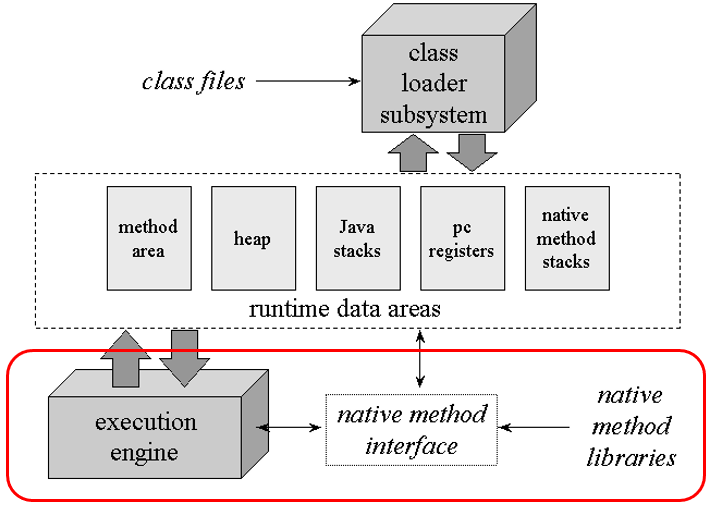 class files
class
loader
subsystem
method
area
heap
Java
stacks
pc
registers
native
method
stacks
runtime data areas
execution
engine
native method
interface
native
method
libraries